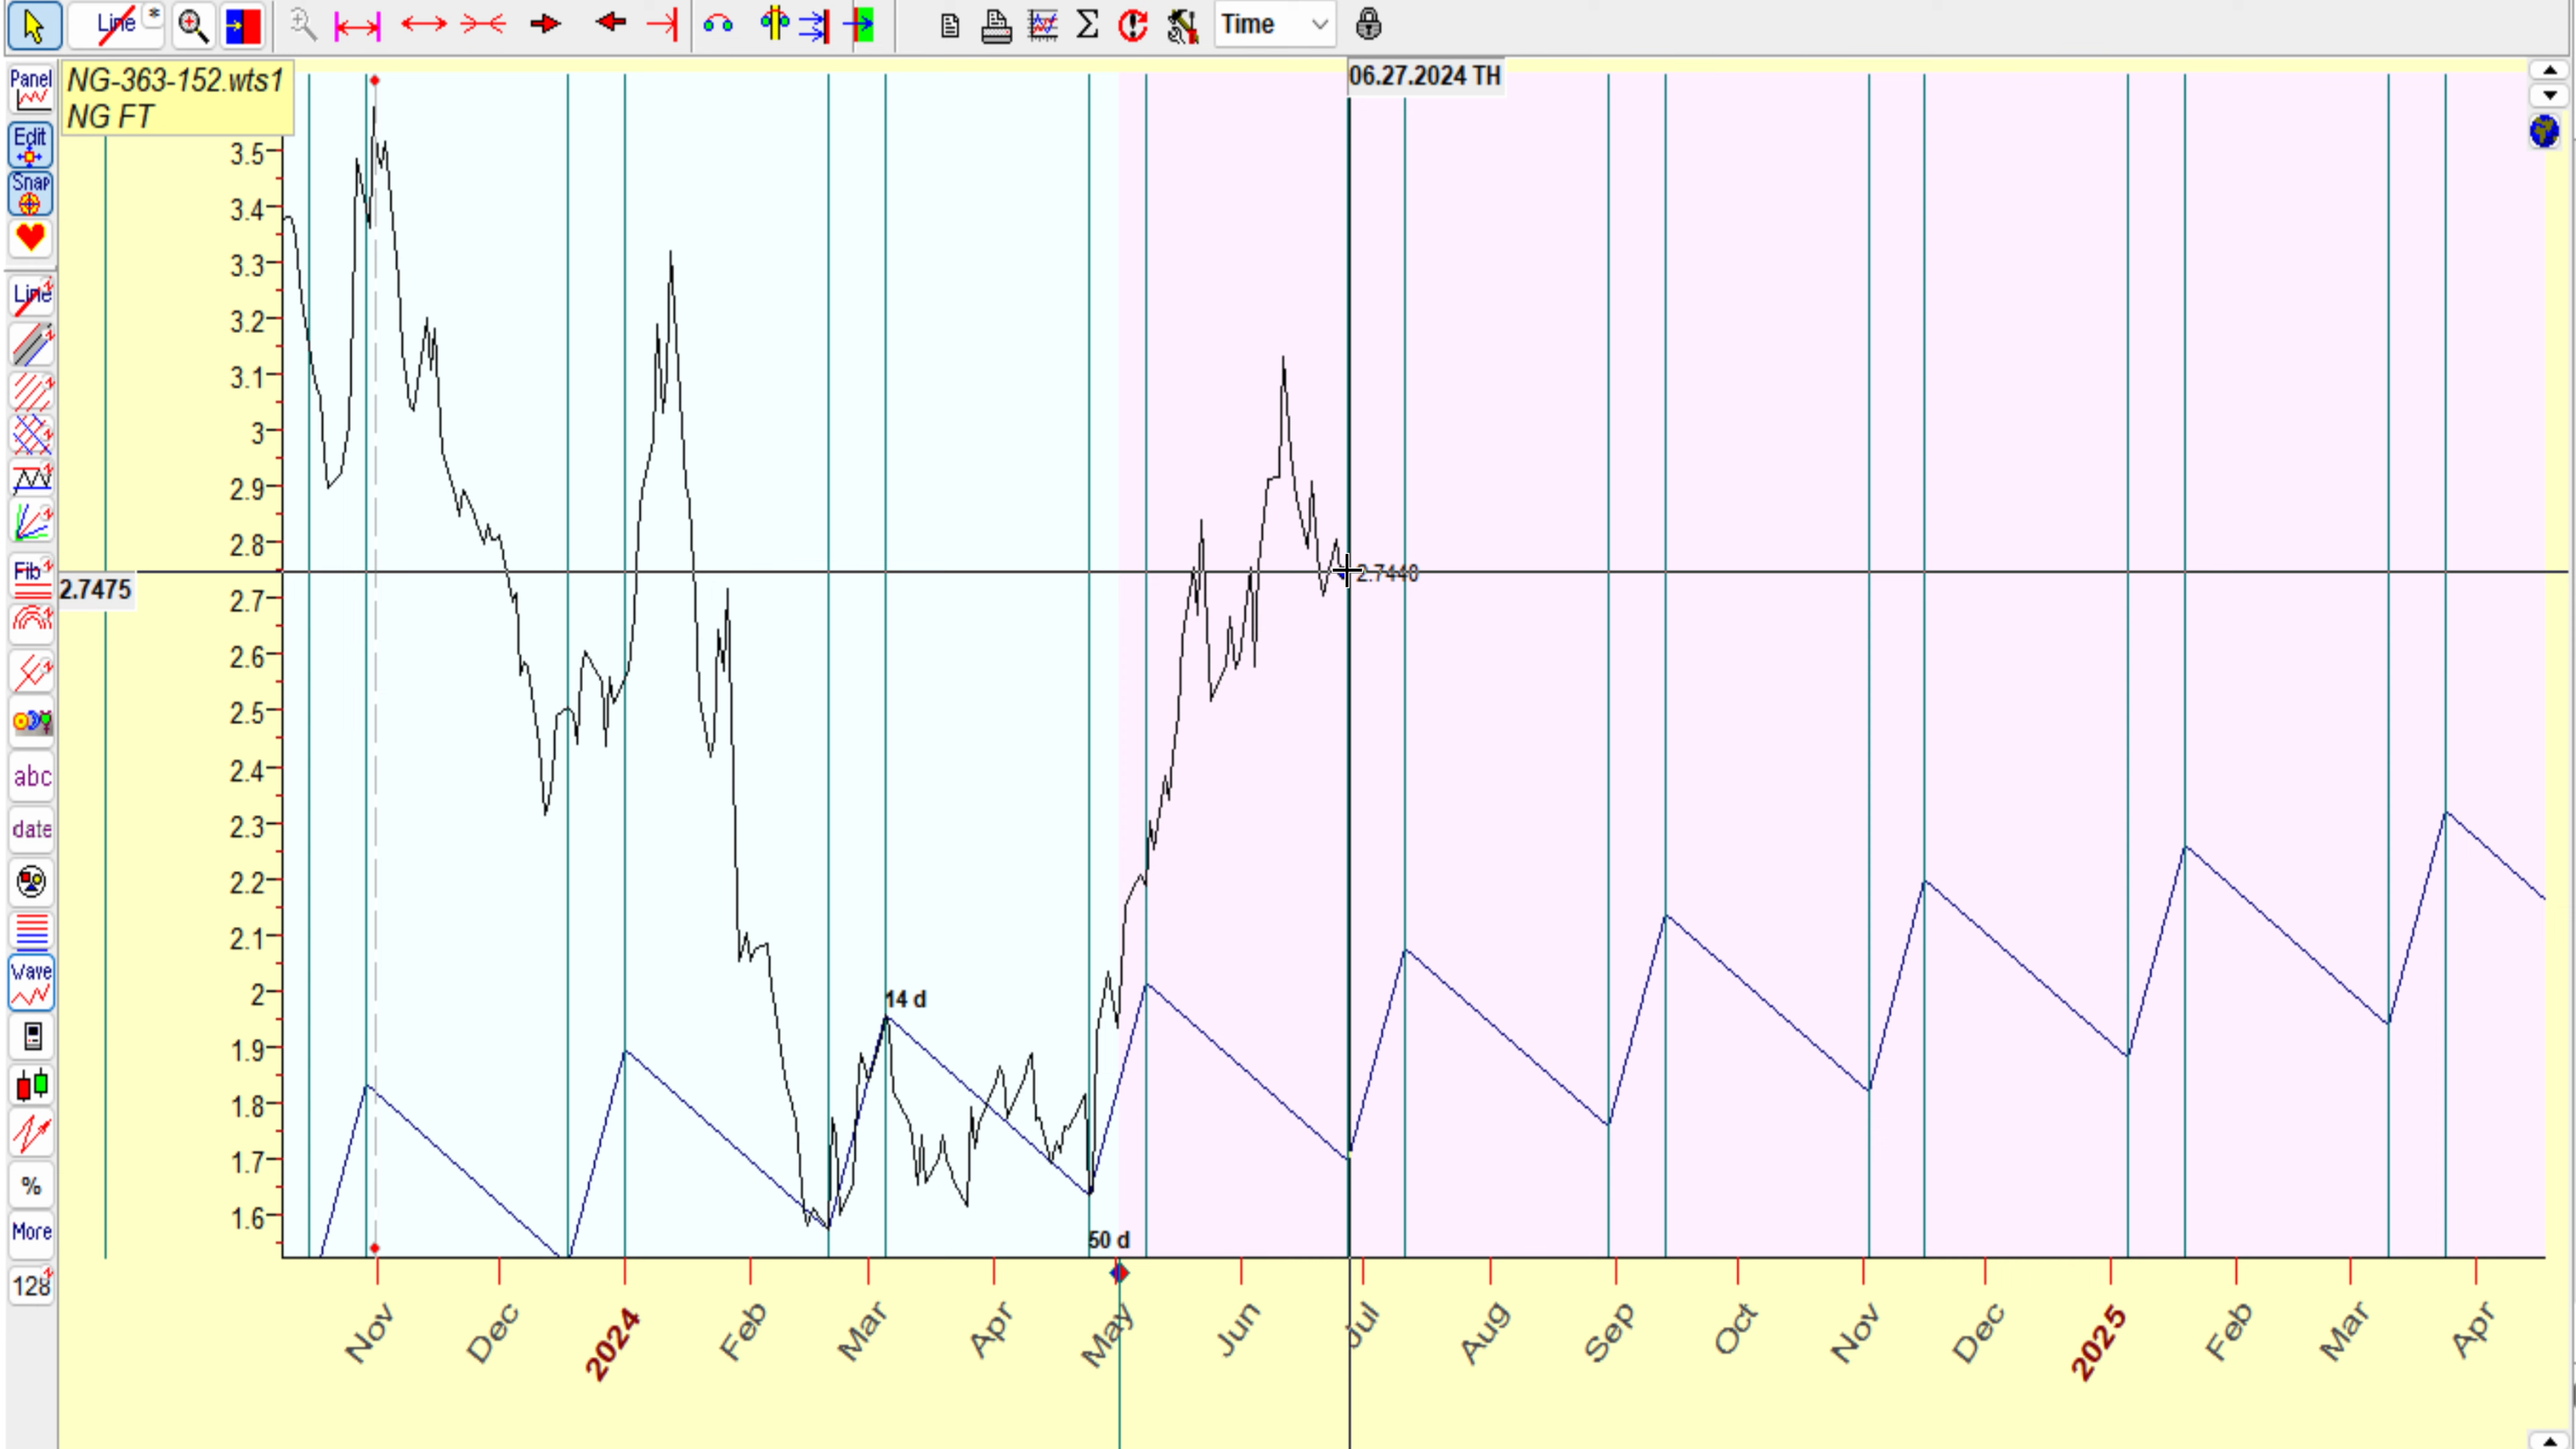 Line *
Time
Panel
NG-363-152.wts1
NG FT
06.27.2024 TH
Edit
Snap
Line
Fib
abc
date
Wave
%
More
128
3.5
3.4
3.3
3.2
3.1
3
2.9
2.8
2.7475
2.7440
2.7
2.6
2.5
2.4
2.3
2.2
2.1
2
1.9
1.8
1.7
1.6
14 d
50 d
Nov Dec 2024 Feb Mar Apr May Jun Jul Aug Sep Oct Nov Dec 2025 Feb Mar Apr